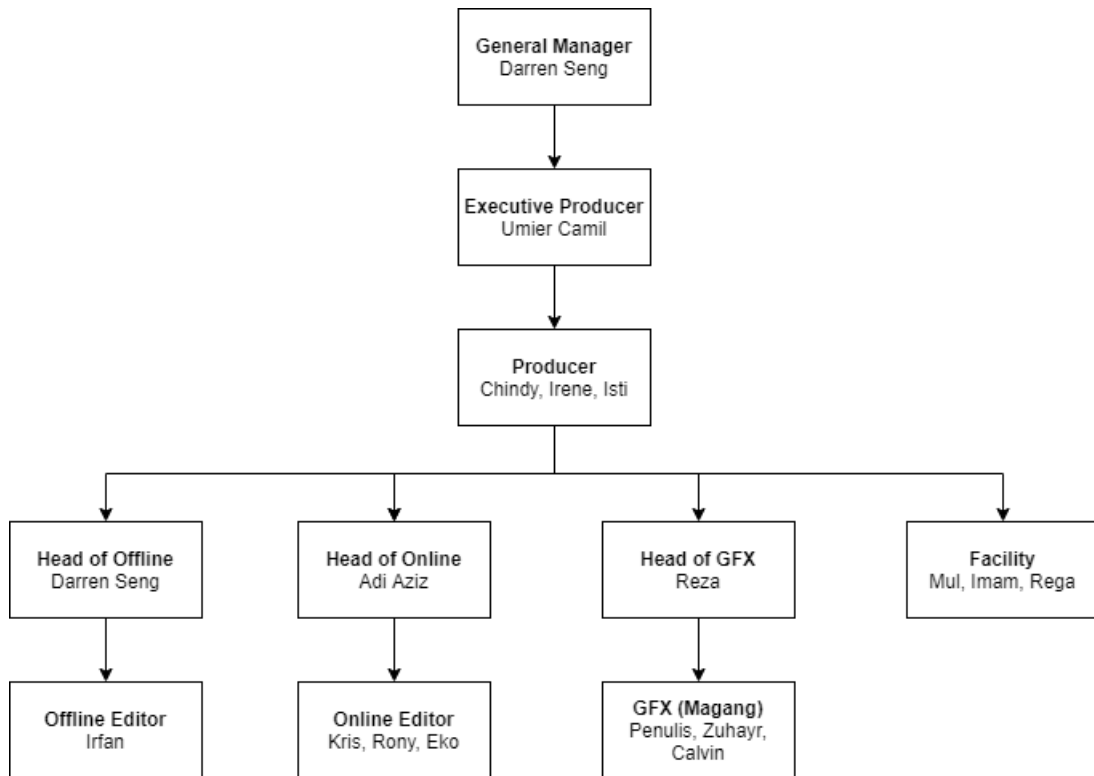 General Manager
Darren Seng
Executive Producer
Umier Camil
Producer
Chindy, Irene, Isti
Head of Offline
Darren Seng
Head of Online
Adi Aziz
Head of GFX
Reza
Facility
Mul, Imam, Rega
Offline Editor
Irfan
Online Editor
Kris, Rony, Eko
GFX (Magang)
Penulis, Zuhayr,
Calvin